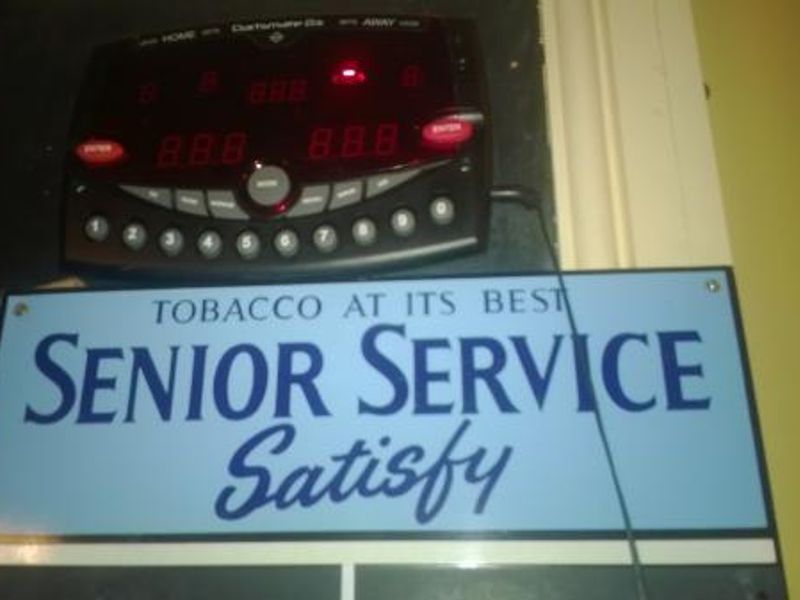 HOME
AWAY
ENTER
ENTER
1 2 3 4 5 6 7 8 9 0
TOBACCO AT ITS BEST
SENIOR SERVICE
Satisfy